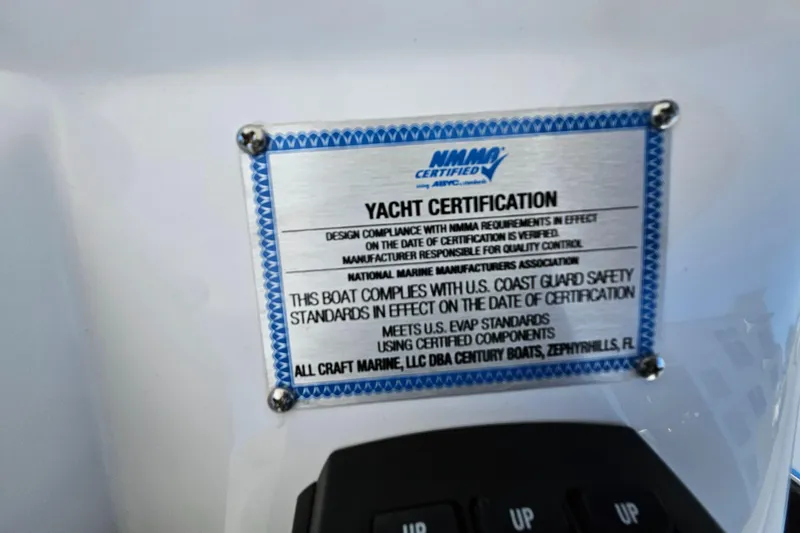 NMMA
CERTIFIED
using ABYC standards
YACHT CERTIFICATION
DESIGN COMPLIANCE WITH NMMA REQUIREMENTS IN EFFECT
ON THE DATE OF CERTIFICATION IS VERIFIED.
MANUFACTURER RESPONSIBLE FOR QUALITY CONTROL
NATIONAL MARINE MANUFACTURERS ASSOCIATION
THIS BOAT COMPLIES WITH U.S. COAST GUARD SAFETY
STANDARDS IN EFFECT ON THE DATE OF CERTIFICATION
MEETS U.S. EVAP STANDARDS
USING CERTIFIED COMPONENTS
ALL CRAFT MARINE, LLC DBA CENTURY BOATS, ZEPHYRHILLS, FL
UP UP UP